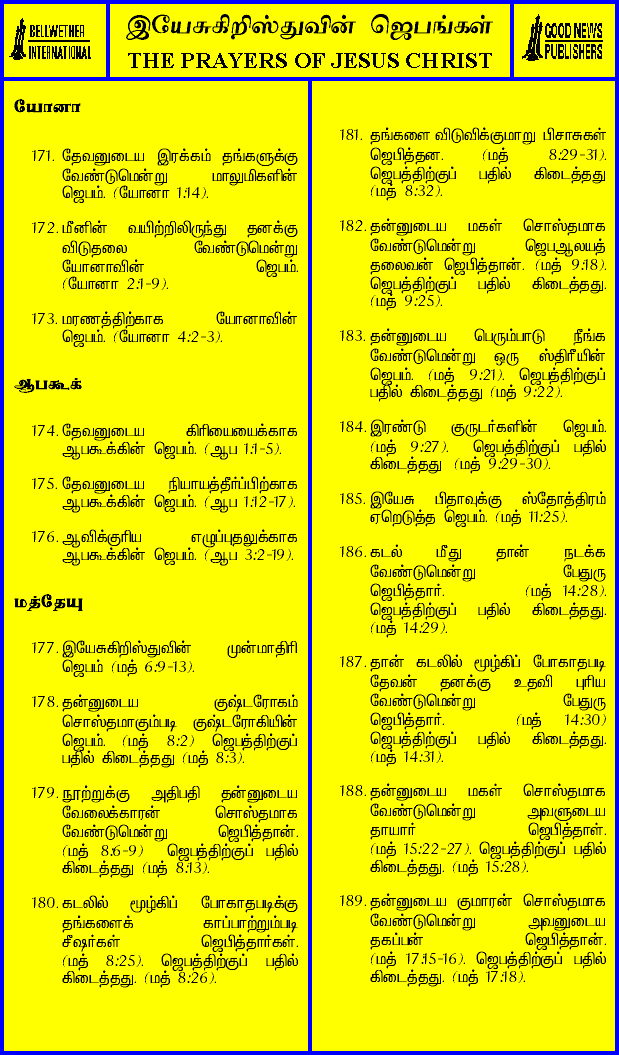 BELLWETHER
INTERNATIONAL
இயேசுகிறிஸ்துவின் ஜெபங்கள்
THE PRAYERS OF JESUS CHRIST
GOOD NEWS
PUBLISHERS
யோனா
171. தேவனுடைய இரக்கம் தங்களுக்கு
வேண்டுமென்று மாலுமிகளின்
ஜெபம். (யோனா 1:14).
172. மீனின் வயிற்றிலிருந்து தனக்கு
விடுதலை வேண்டுமென்று
யோனாவின் ஜெபம்.
(யோனா 2:1-9).
173. மரணத்திற்காக யோனாவின்
ஜெபம். (யோனா 4:2-3).
ஆபகூக்
174. தேவனுடைய கிரியையைக்காக
ஆபகூக்கின் ஜெபம். (ஆப 1:1-5).
175. தேவனுடைய நியாயத்தீர்ப்பிற்காக
ஆபகூக்கின் ஜெபம். (ஆப 1:12-17).
176. ஆவிக்குரிய எழுப்புதலுக்காக
ஆபகூக்கின் ஜெபம். (ஆப 3:2-19).
மத்தேயு
177. இயேசுகிறிஸ்துவின் முன்மாதிரி
ஜெபம் (மத் 6:9-13).
178. தன்னுடைய குஷ்டரோகம்
சொஸ்தமாகும்படி குஷ்டரோகியின்
ஜெபம். (மத் 8:2) ஜெபத்திற்குப்
பதில் கிடைத்தது (மத் 8:3).
179. நூற்றுக்கு அதிபதி தன்னுடைய
வேலைக்காரன் சொஸ்தமாக
வேண்டுமென்று ஜெபித்தான்.
(மத் 8:6-9) ஜெபத்திற்குப் பதில்
கிடைத்தது (மத் 8:13).
180. கடலில் மூழ்கிப் போகாதபடிக்கு
தங்களைக் காப்பாற்றும்படி
சீஷர்கள் ஜெபித்தார்கள்.
(மத் 8:25). ஜெபத்திற்குப் பதில்
கிடைத்தது. (மத் 8:26).
181. தங்களை விடுவிக்குமாறு பிசாசுகள்
ஜெபித்தன. (மத் 8:29-31).
ஜெபத்திற்குப் பதில் கிடைத்தது
(மத் 8:32).
182. தன்னுடைய மகள் சொஸ்தமாக
வேண்டுமென்று ஜெபஆலயத்
தலைவன் ஜெபித்தான். (மத் 9:18).
ஜெபத்திற்குப் பதில் கிடைத்தது.
(மத் 9:25).
183. தன்னுடைய பெரும்பாடு நீங்க
வேண்டுமென்று ஒரு ஸ்திரீயின்
ஜெபம். (மத் 9:21). ஜெபத்திற்குப்
பதில் கிடைத்தது (மத் 9:22).
184. இரண்டு குருடர்களின் ஜெபம்.
(மத் 9:27). ஜெபத்திற்குப் பதில்
கிடைத்தது (மத் 9:29-30).
185. இயேசு பிதாவுக்கு ஸ்தோத்திரம்
ஏறெடுத்த ஜெபம். (மத் 11:25).
186. கடல் மீது தான் நடக்க
வேண்டுமென்று பேதுரு
ஜெபித்தார். (மத் 14:28).
ஜெபத்திற்குப் பதில் கிடைத்தது.
(மத் 14:29).
187. தான் கடலில் மூழ்கிப் போகாதபடி
தேவன் தனக்கு உதவி புரிய
வேண்டுமென்று பேதுரு
ஜெபித்தார். (மத் 14:30)
ஜெபத்திற்குப் பதில் கிடைத்தது.
(மத் 14:31).
188. தன்னுடைய மகள் சொஸ்தமாக
வேண்டுமென்று அவளுடைய
தாயார் ஜெபித்தாள்.
(மத் 15:22-27). ஜெபத்திற்குப் பதில்
கிடைத்தது. (மத் 15:28).
189. தன்னுடைய குமாரன் சொஸ்தமாக
வேண்டுமென்று அவனுடைய
தகப்பன் ஜெபித்தான்.
(மத் 17:15-16). ஜெபத்திற்குப் பதில்
கிடைத்தது. (மத் 17:18).